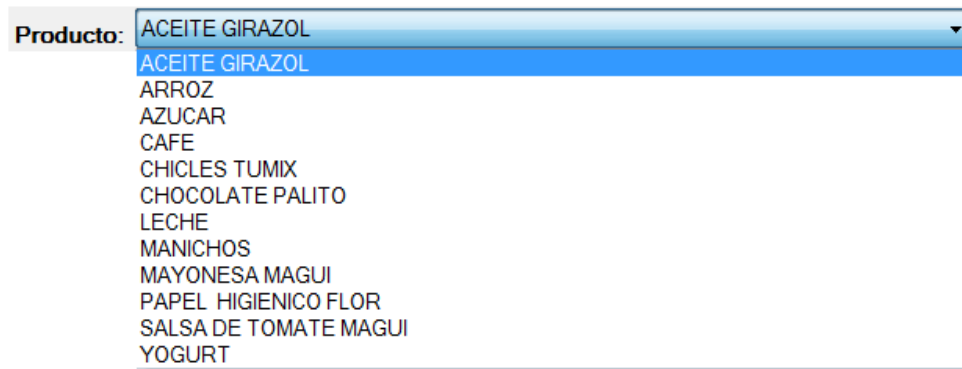 Producto: ACEITE GIRAZOL
ACEITE GIRAZOL
ARROZ
AZUCAR
CAFE
CHICLES TUMIX
CHOCOLATE PALITO
LECHE
MANICHOS
MAYONESA MAGUI
PAPEL  HIGIENICO FLOR
SALSA DE TOMATE MAGUI
YOGURT